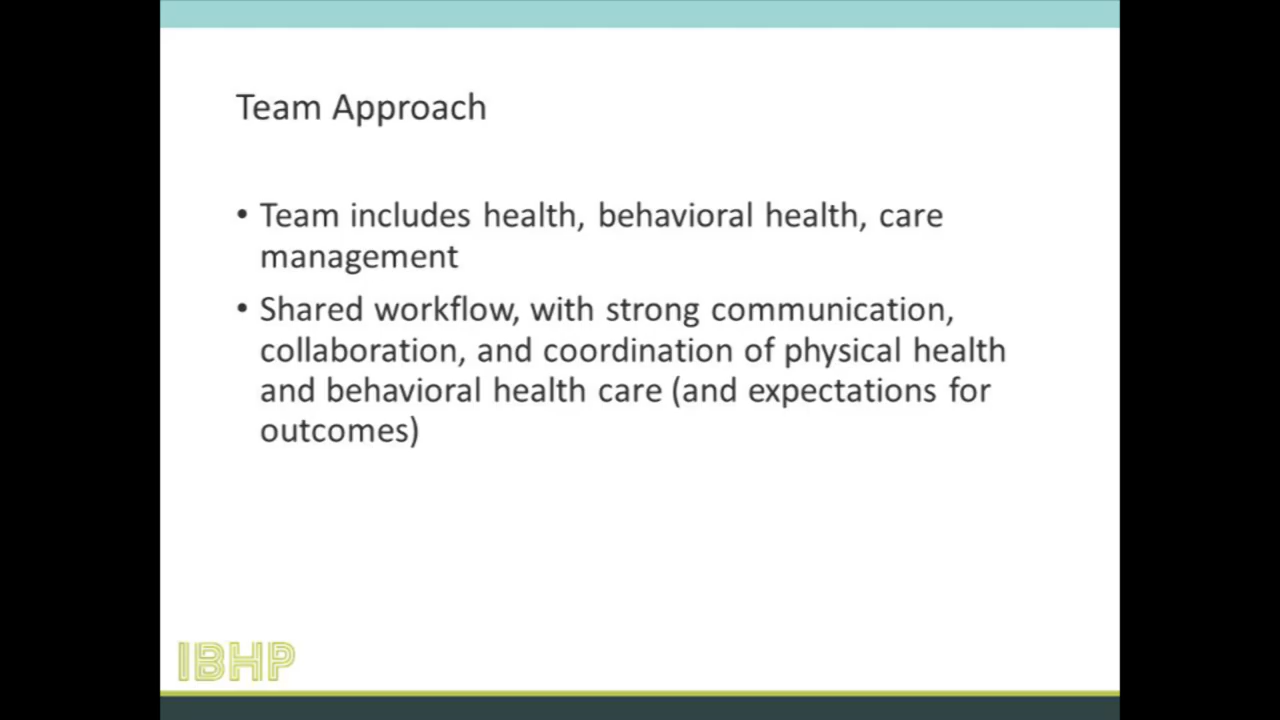 Team Approach
• Team includes health, behavioral health, care
management
• Shared workflow, with strong communication,
collaboration, and coordination of physical health
and behavioral health care (and expectations for
outcomes)
IBHP